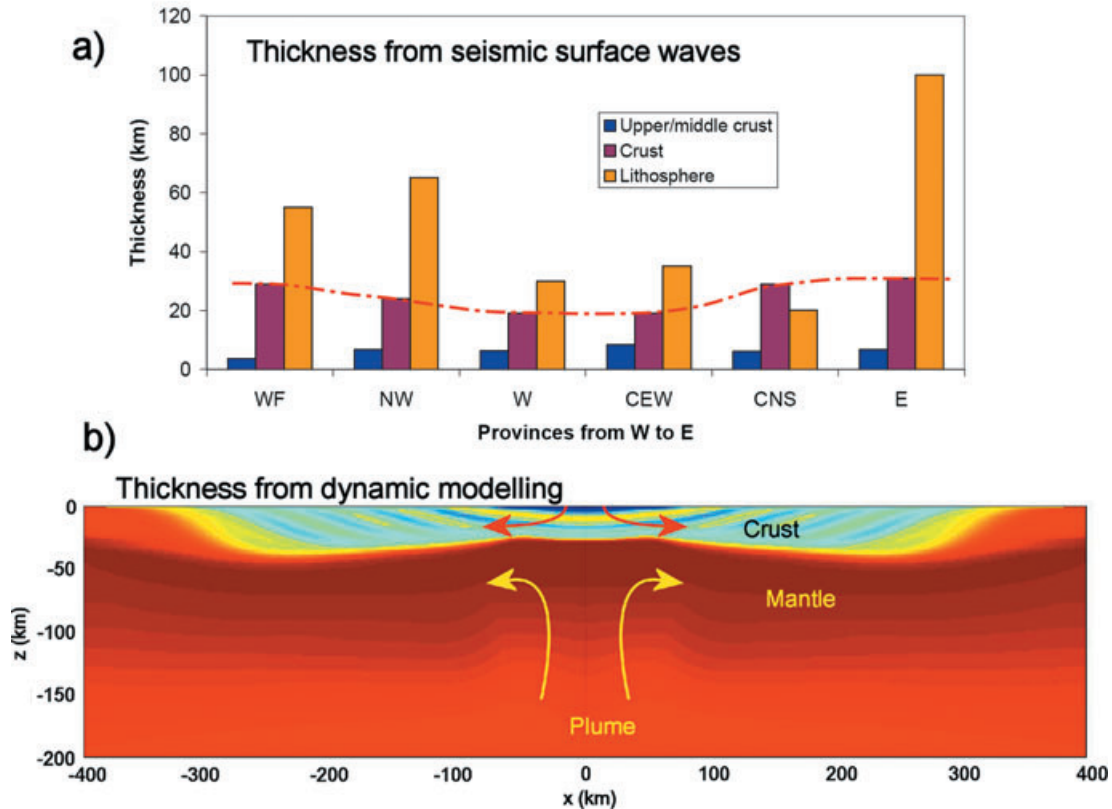 a)
Thickness from seismic surface waves
120
100
80
60
40
20
0
Thickness (km)
Upper/middle crust
Crust
Lithosphere
WF NW W CEW CNS E
Provinces from W to E
b)
Thickness from dynamic modelling
0
-50
-100
-150
-200
z (km)
Crust
Mantle
Plume
-400 -300 -200 -100 0 100 200 300 400
x (km)